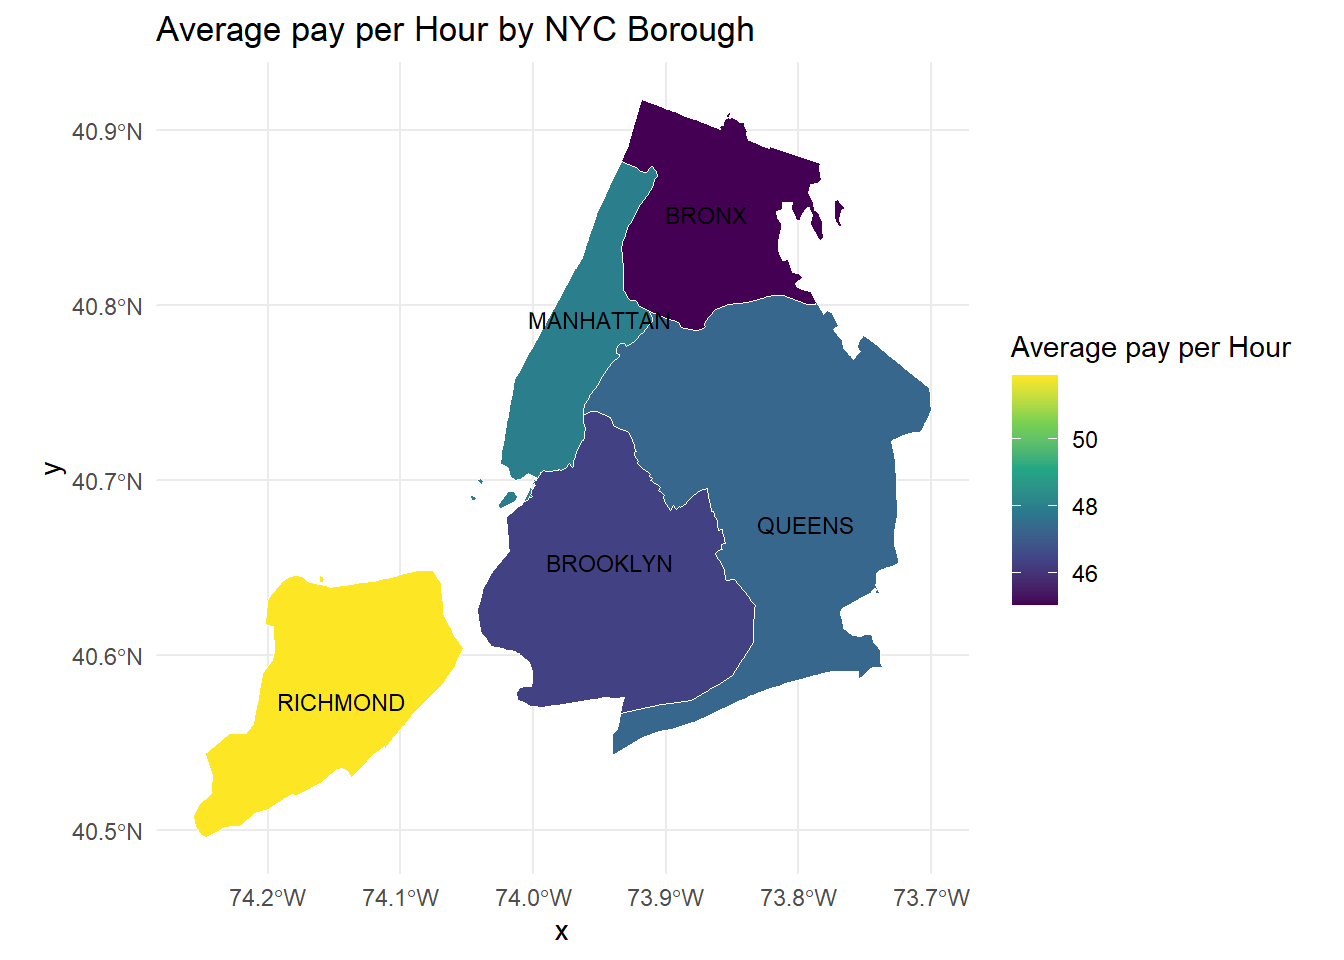 Average pay per Hour by NYC Borough
40.9°N
40.8°N
40.7°N
40.6°N
40.5°N
y
BRONX
MANHATTAN
QUEENS
BROOKLYN
RICHMOND
74.2°W 74.1°W 74.0°W 73.9°W 73.8°W 73.7°W
x
Average pay per Hour
50
48
46